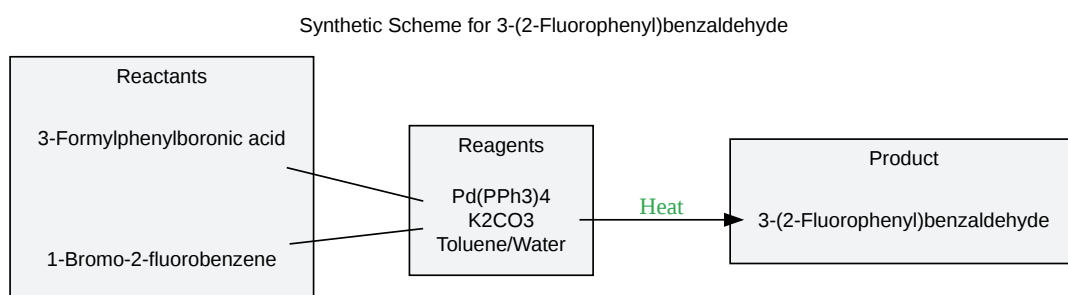 Synthetic Scheme for 3-(2-Fluorophenyl)benzaldehyde
Reactants
3-Formylphenylboronic acid
1-Bromo-2-fluorobenzene
Reagents
Pd(PPh3)4
K2CO3
Toluene/Water
Heat
Product
3-(2-Fluorophenyl)benzaldehyde